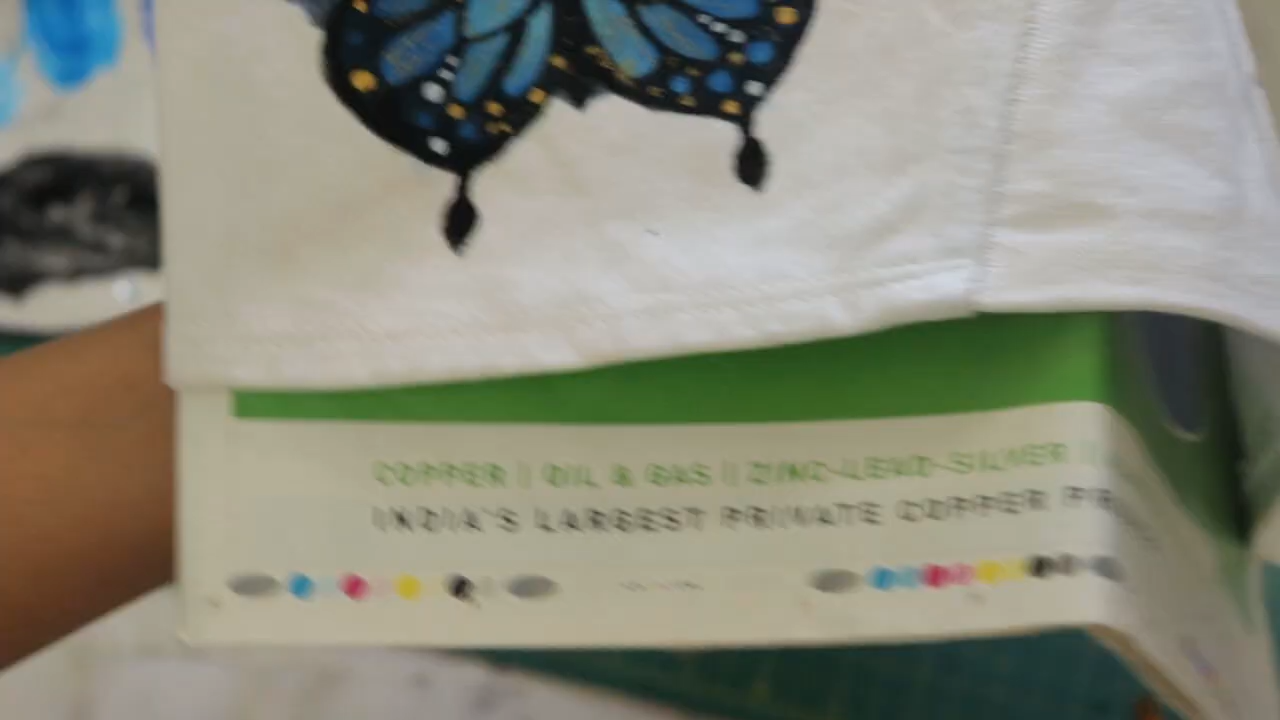 COPPER | OIL & GAS | ZINC-LEAD-SILVER |
INDIA'S LARGEST PRIVATE COPPER